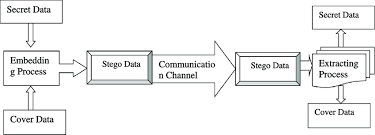 Secret Data
Embeddin
g Process
Cover Data
Stego Data
Communicatio
n Channel
Stego Data
Secret Data
Extracting
Process
Cover Data